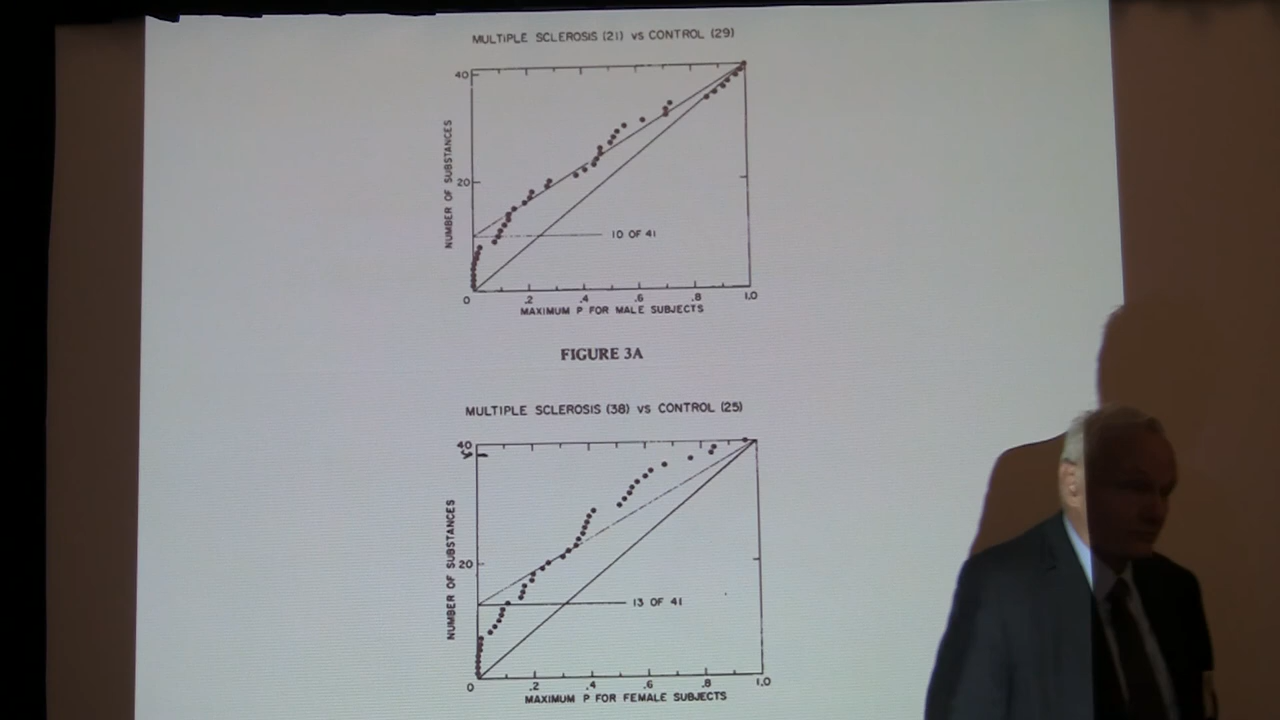 MULTIPLE SCLEROSIS (21) vs CONTROL (29)
40
20
0
NUMBER OF SUBSTANCES
10 OF 41
.2 .4 .6 .8 1.0
MAXIMUM P FOR MALE SUBJECTS
FIGURE 3A
MULTIPLE SCLEROSIS (38) vs CONTROL (25)
40
20
0
NUMBER OF SUBSTANCES
13 OF 41
.2 .4 .6 .8 1.0
MAXIMUM P FOR FEMALE SUBJECTS